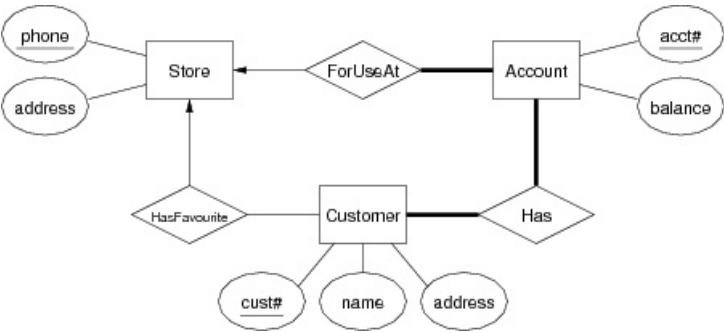 phone
acct#
Store
ForUseAt
Account
address
balance
HasFavourite
Customer
Has
cust#
name
address